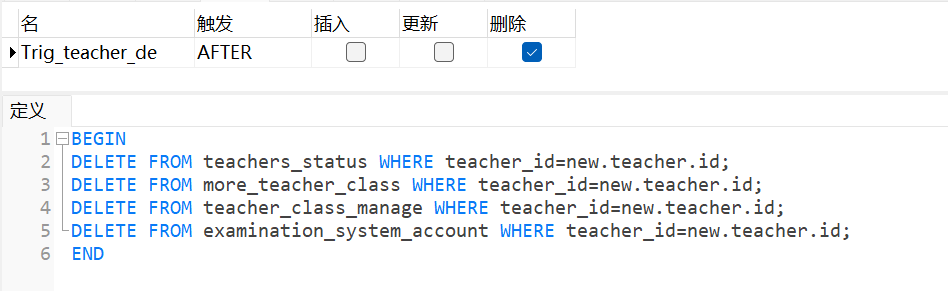 名 触发 插入 更新 删除
Trig_teacher_de AFTER
定义
1 BEGIN
2 DELETE FROM teachers_status WHERE teacher_id=new.teacher.id;
3 DELETE FROM more_teacher_class WHERE teacher_id=new.teacher.id;
4 DELETE FROM teacher_class_manage WHERE teacher_id=new.teacher.id;
5 DELETE FROM examination_system_account WHERE teacher_id=new.teacher.id;
6 END